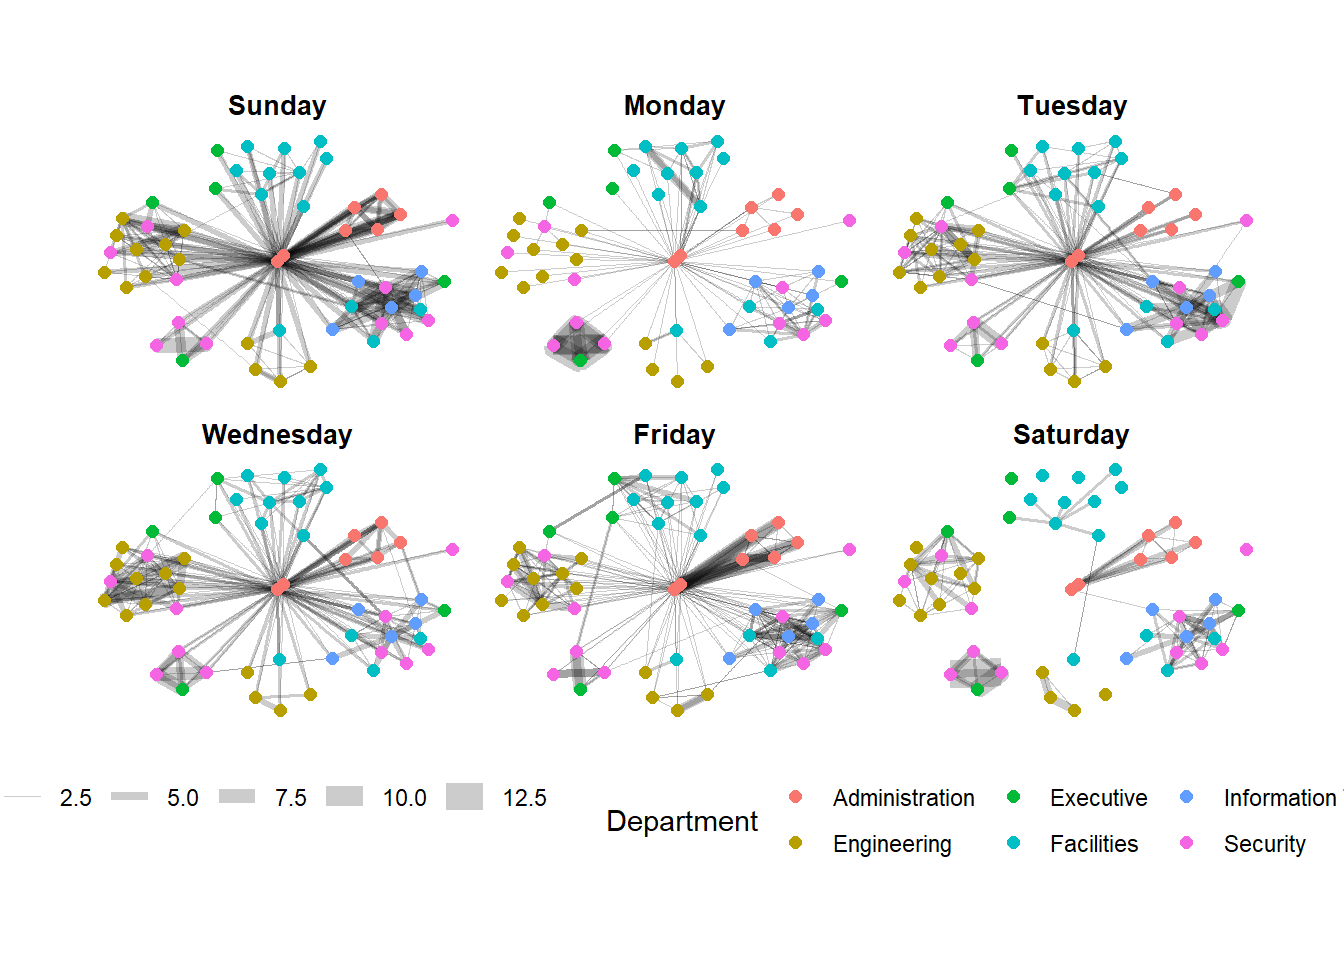 Sunday Monday Tuesday
Wednesday Friday Saturday
2.5 5.0 7.5 10.0 12.5
Department
Administration Executive Information
Engineering Facilities Security